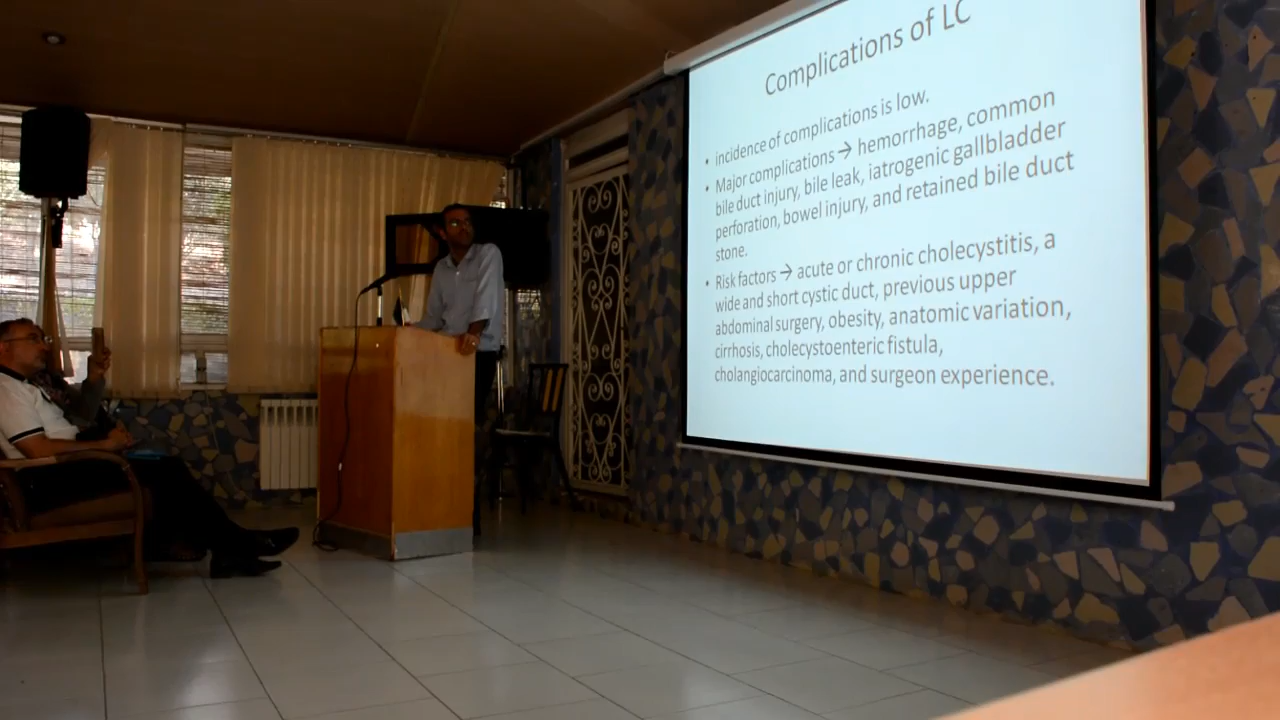 Complications of LC
• incidence of complications is low.
• Major complications → hemorrhage, common
bile duct injury, bile leak, iatrogenic gallbladder
perforation, bowel injury, and retained bile duct
stone.
• Risk factors → acute or chronic cholecystitis, a
wide and short cystic duct, previous upper
abdominal surgery, obesity, anatomic variation,
cirrhosis, cholecystoenteric fistula,
cholangiocarcinoma, and surgeon experience.